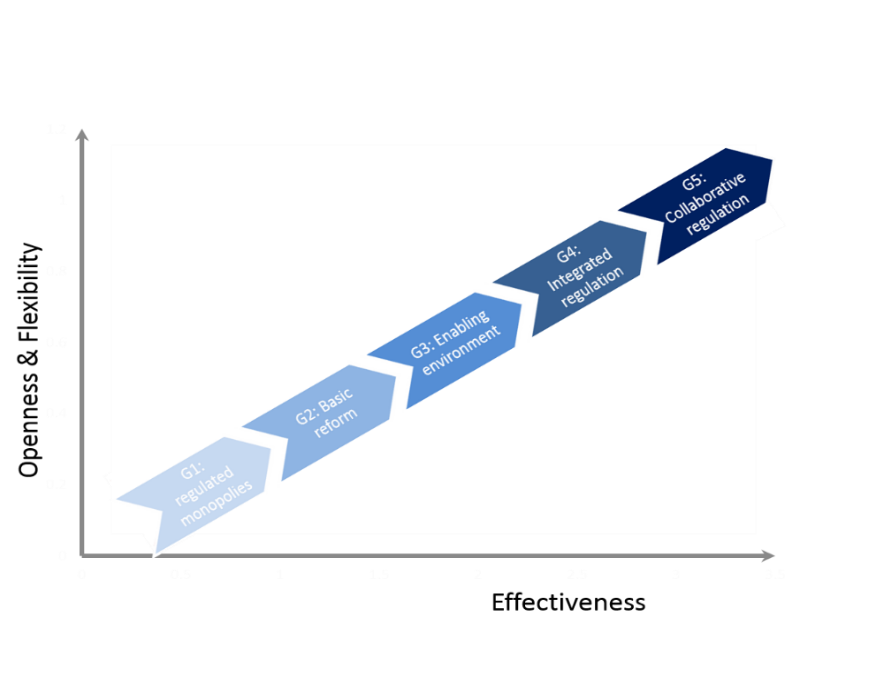 G5:
Collaborative
regulation
G4:
Integrated
regulation
G3: Enabling
environment
G2: Basic
reform
G1:
regulated
monopolies
Openness & Flexibility
Effectiveness